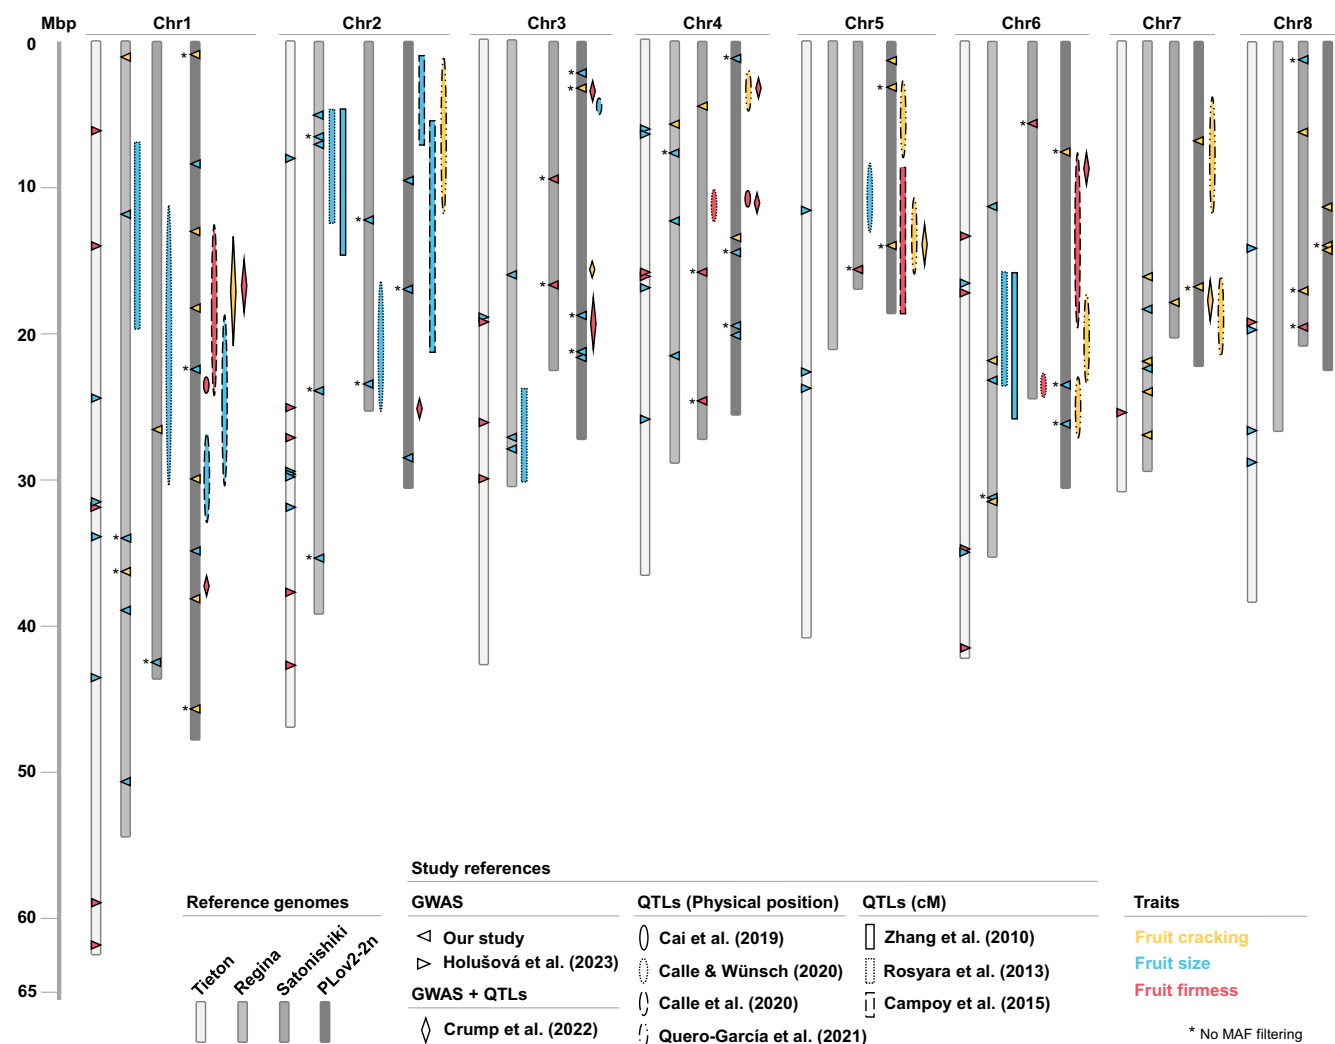 Mbp Chr1 Chr2 Chr3 Chr4 Chr5 Chr6 Chr7 Chr8
0
10
20
30
40
50
60
65
* * * * * * * * * * * * * * * * * * * * * * * * * * * * * * * * * *
Study references
Reference genomes
Tieton
Regina
Satonishiki
PLov2-2n
GWAS
Our study
Holušová et al. (2023)
GWAS + QTLs
Crump et al. (2022)
QTLs (Physical position)
Cai et al. (2019)
Calle & Wünsch (2020)
Calle et al. (2020)
Quero-García et al. (2021)
QTLs (cM)
Zhang et al. (2010)
Rosyara et al. (2013)
Campoy et al. (2015)
Traits
Fruit cracking
Fruit size
Fruit firmess
* No MAF filtering